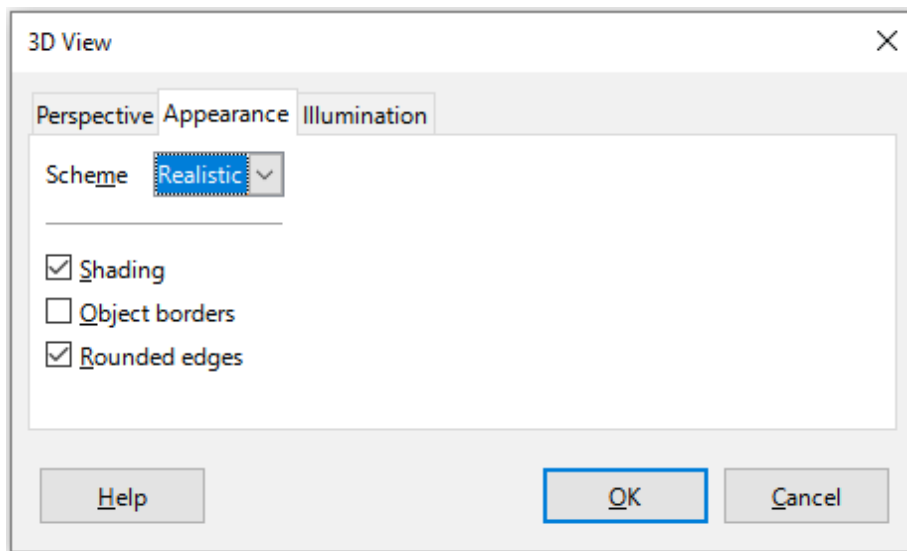 3D View
Perspective Appearance Illumination
Scheme Realistic
Shading
Object borders
Rounded edges
Help OK Cancel